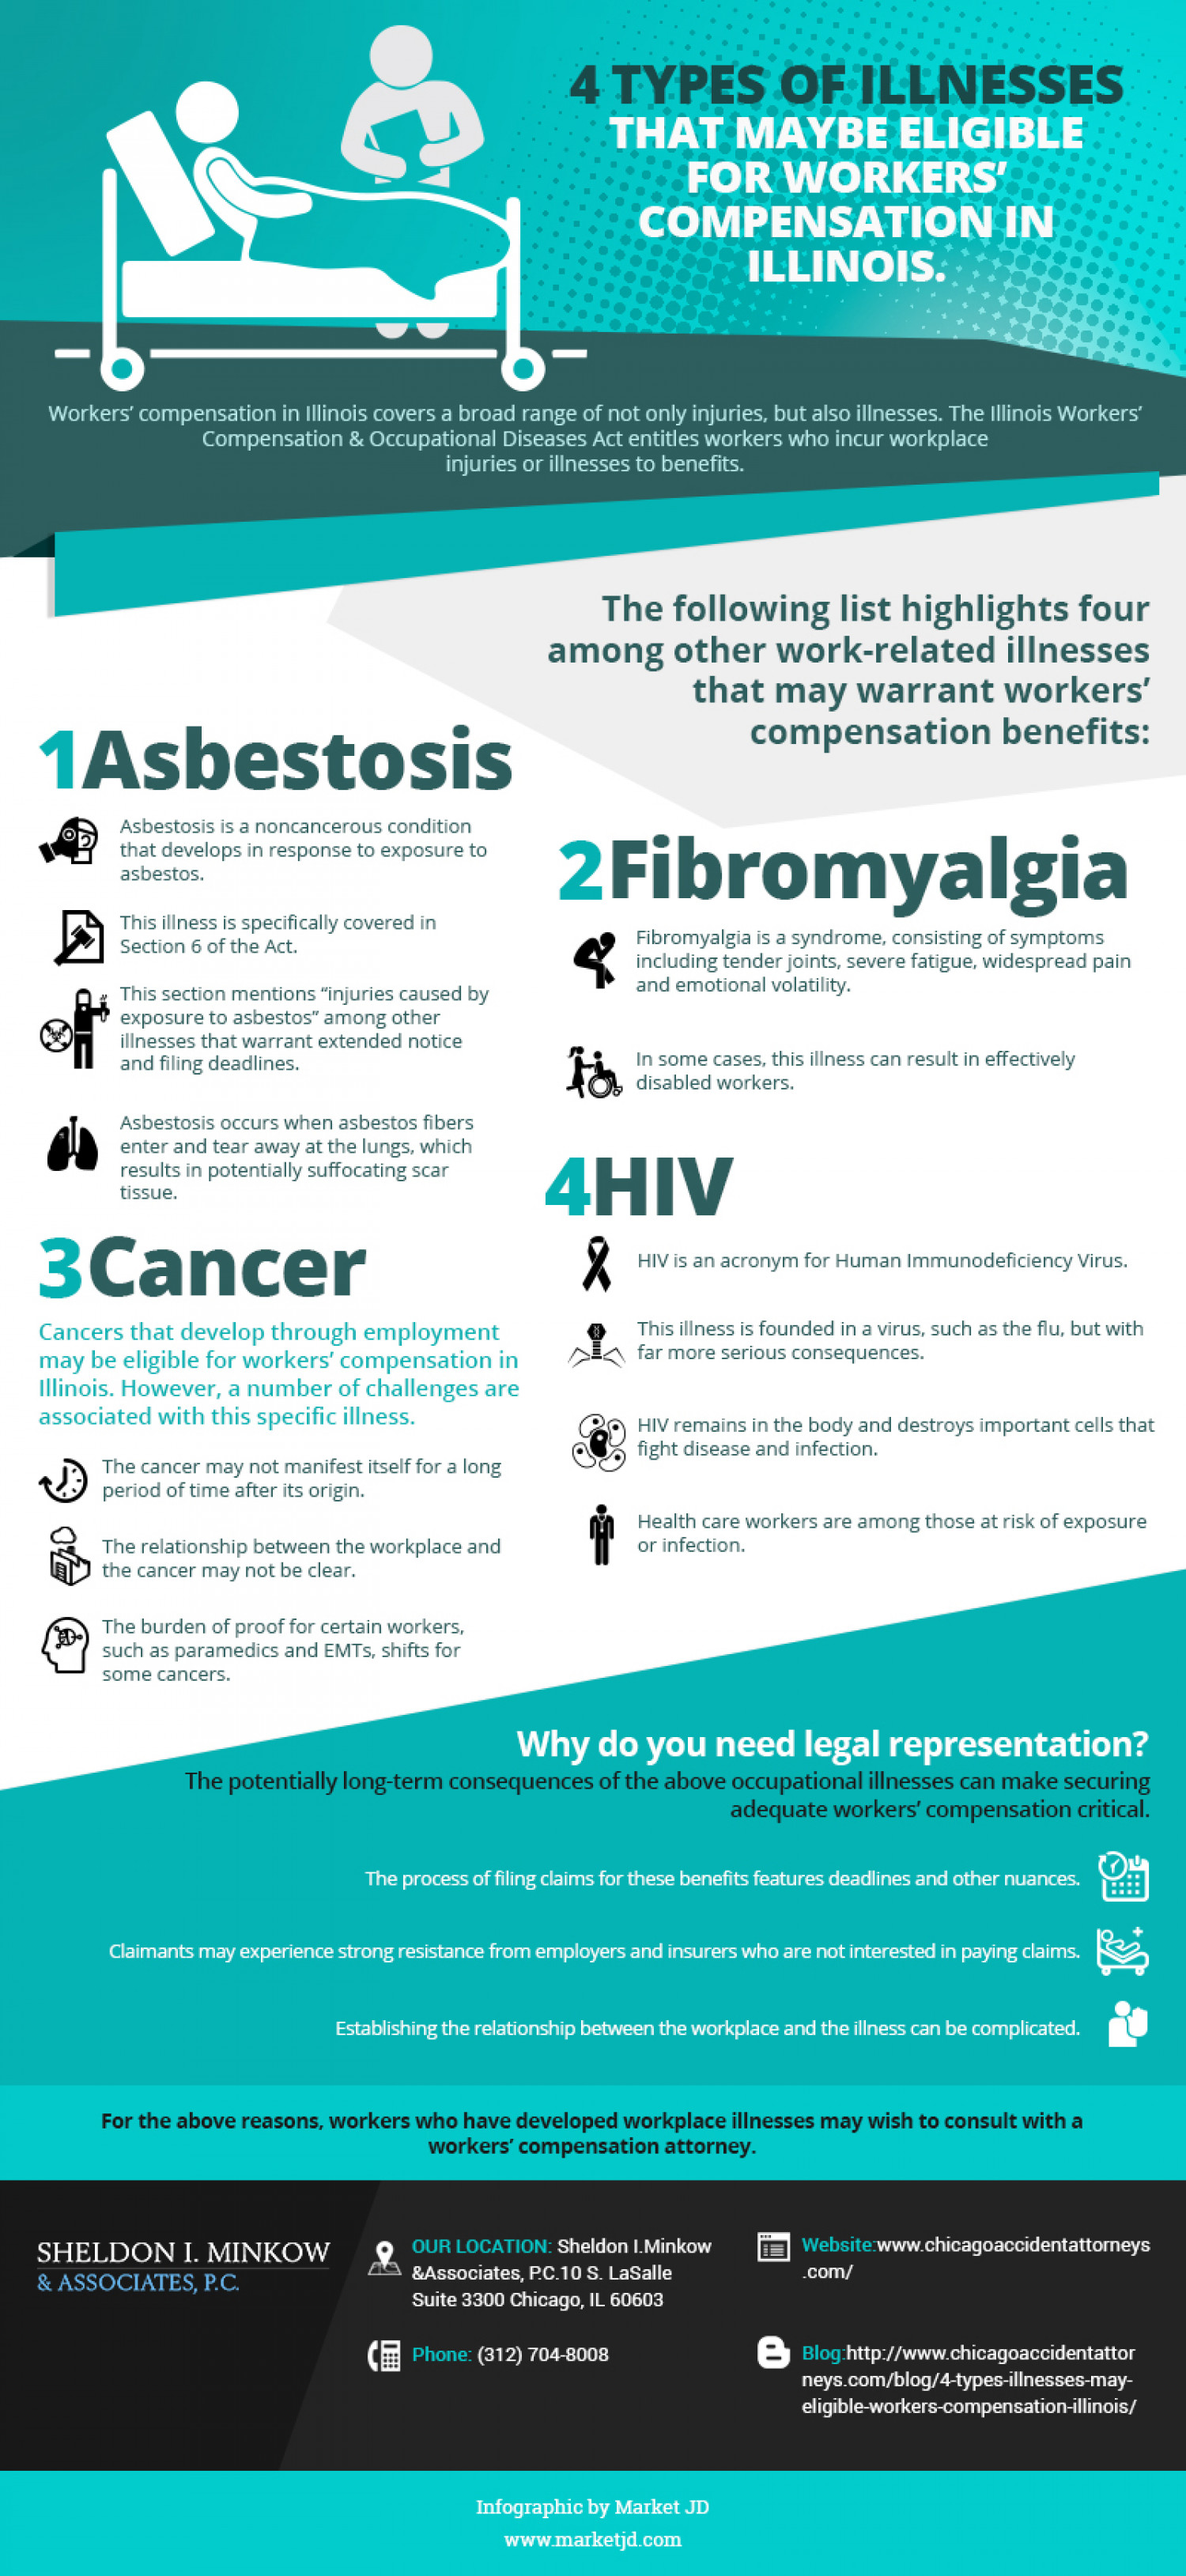 4 TYPES OF ILLNESSES
THAT MAYBE ELIGIBLE
FOR WORKERS'
COMPENSATION IN
ILLINOIS.
Workers' compensation in Illinois covers a broad range of not only injuries, but also illnesses. The Illinois Workers'
Compensation & Occupational Diseases Act entitles workers who incur workplace
injuries or illnesses to benefits.
The following list highlights four
among other work-related illnesses
that may warrant workers'
compensation benefits:
1Asbestosis
Asbestosis is a noncancerous condition
that develops in response to exposure to
asbestos.
This illness is specifically covered in
Section 6 of the Act.
This section mentions “injuries caused by
exposure to asbestos” among other
illnesses that warrant extended notice
and filing deadlines.
Asbestosis occurs when asbestos fibers
enter and tear away at the lungs, which
results in potentially suffocating scar
tissue.
2Fibromyalgia
Fibromyalgia is a syndrome, consisting of symptoms
including tender joints, severe fatigue, widespread pain
and emotional volatility.
In some cases, this illness can result in effectively
disabled workers.
3Cancer
Cancers that develop through employment
may be eligible for workers' compensation in
Illinois. However, a number of challenges are
associated with this specific illness.
The cancer may not manifest itself for a long
period of time after its origin.
The relationship between the workplace and
the cancer may not be clear.
The burden of proof for certain workers,
such as paramedics and EMTs, shifts for
some cancers.
4HIV
HIV is an acronym for Human Immunodeficiency Virus.
This illness is founded in a virus, such as the flu, but with
far more serious consequences.
HIV remains in the body and destroys important cells that
fight disease and infection.
Health care workers are among those at risk of exposure
or infection.
Why do you need legal representation?
The potentially long-term consequences of the above occupational illnesses can make securing
adequate workers' compensation critical.
The process of filing claims for these benefits features deadlines and other nuances.
Claimants may experience strong resistance from employers and insurers who are not interested in paying claims.
Establishing the relationship between the workplace and the illness can be complicated.
For the above reasons, workers who have developed workplace illnesses may wish to consult with a
workers' compensation attorney.
SHELDON I. MINKOW
& ASSOCIATES, P.C.
OUR LOCATION: Sheldon I.Minkow
&Associates, P.C.10 S. LaSalle
Suite 3300 Chicago, IL 60603
Phone: (312) 704-8008
Website:www.chicagoaccidentattorneys
.com/
Blog:http://www.chicagoaccidentattor
neys.com/blog/4-types-illnesses-may-
eligible-workers-compensation-illinois/
Infographic by Market JD
www.marketjd.com